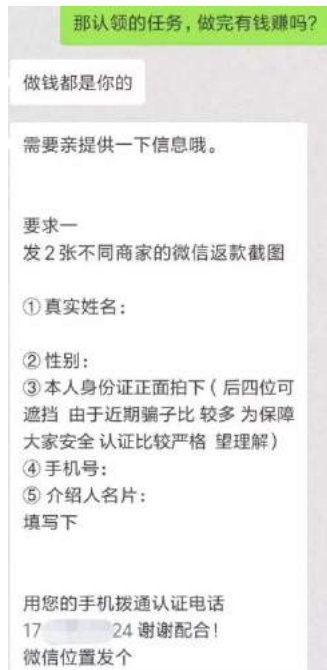 那认领的任务，做完有钱赚吗?
做钱都是你的
需要亲提供一下信息哦。
要求一
发2张不同商家的微信返款截图
①真实姓名：
②性别：
③本人身份证正面拍下（后四位可
遮挡 由于近期骗子比 较多 为保障
大家安全 认证比较严格 望理解）
④手机号：
⑤介绍人名片：
填写下
用您的手机拨通认证电话
17 24 谢谢配合！
微信位置发个